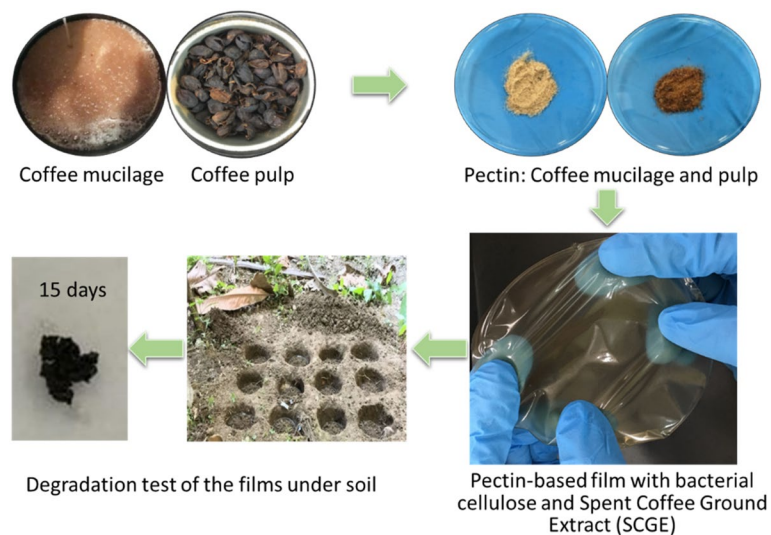 Coffee mucilage
Coffee pulp
Pectin: Coffee mucilage and pulp
15 days
Degradation test of the films under soil
Pectin-based film with bacterial
cellulose and Spent Coffee Ground
Extract (SCGE)